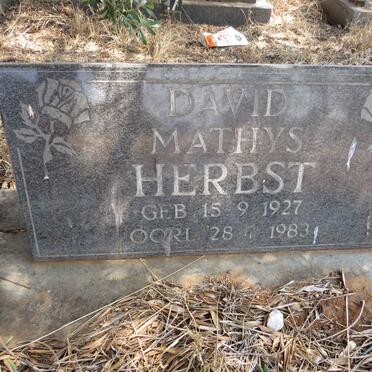 DAVID
MATHYS
HERBST
GEB 15 9 1927
OORL 28 1983